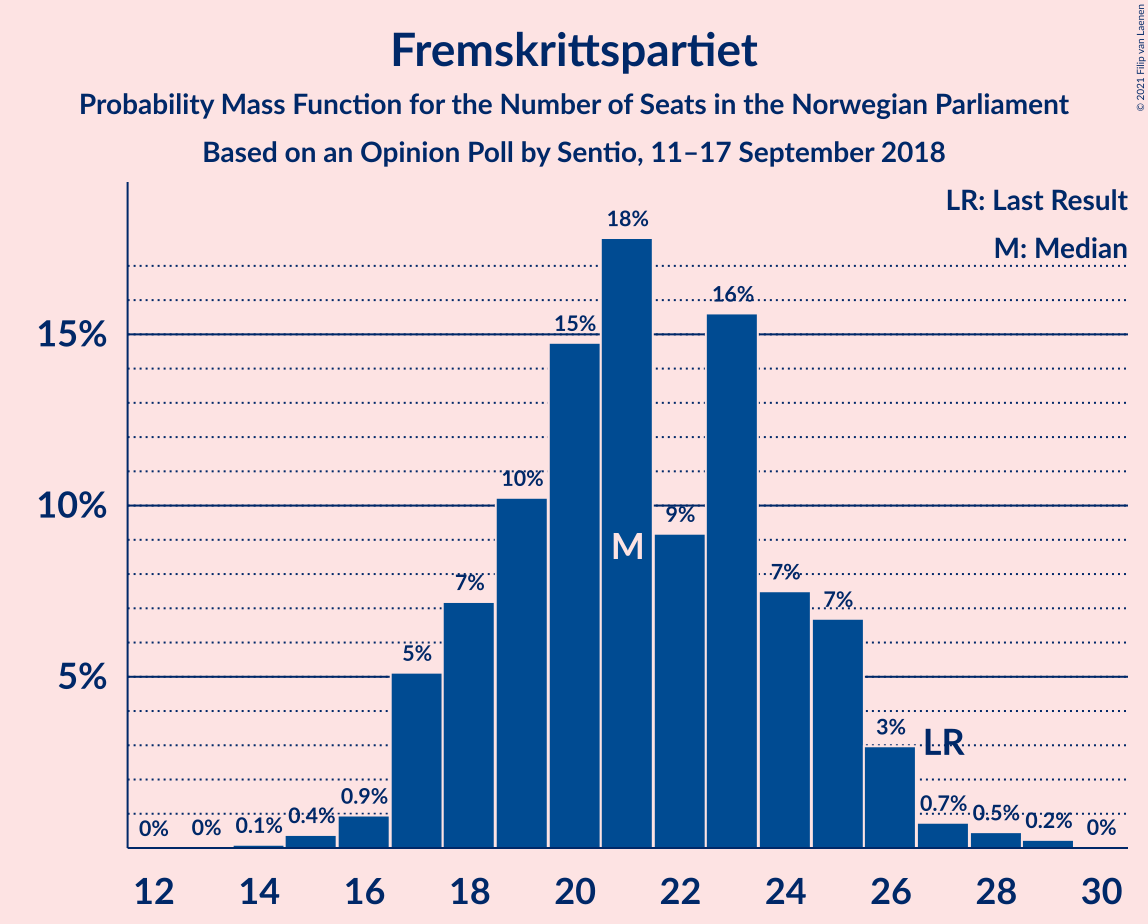 Fremskrittspartiet
Probability Mass Function for the Number of Seats in the Norwegian Parliament
Based on an Opinion Poll by Sentio, 11–17 September 2018
© 2021 Filip van Laenen
LR: Last Result
M: Median
15%
10%
5%
0%
0%
0.1%
0.4%
0.9%
5%
7%
10%
15%
18%
9%
16%
7%
7%
3%
0.7%
0.5%
0.2%
0%
M
LR
12 14 16 18 20 22 24 26 28 30